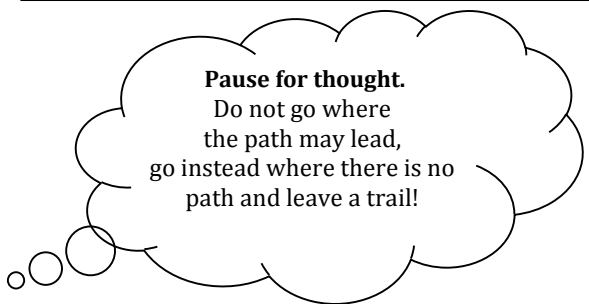 Pause for thought.
Do not go where
the path may lead,
go instead where there is no
path and leave a trail!